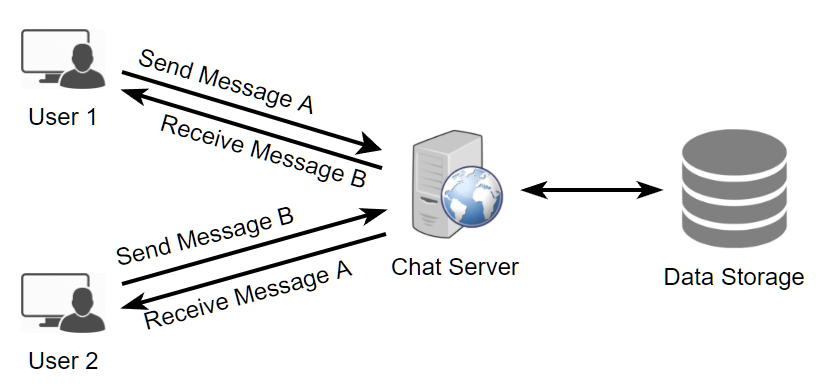 User 1
Send Message A
Receive Message B
Send Message B
Receive Message A
User 2
Chat Server
Data Storage